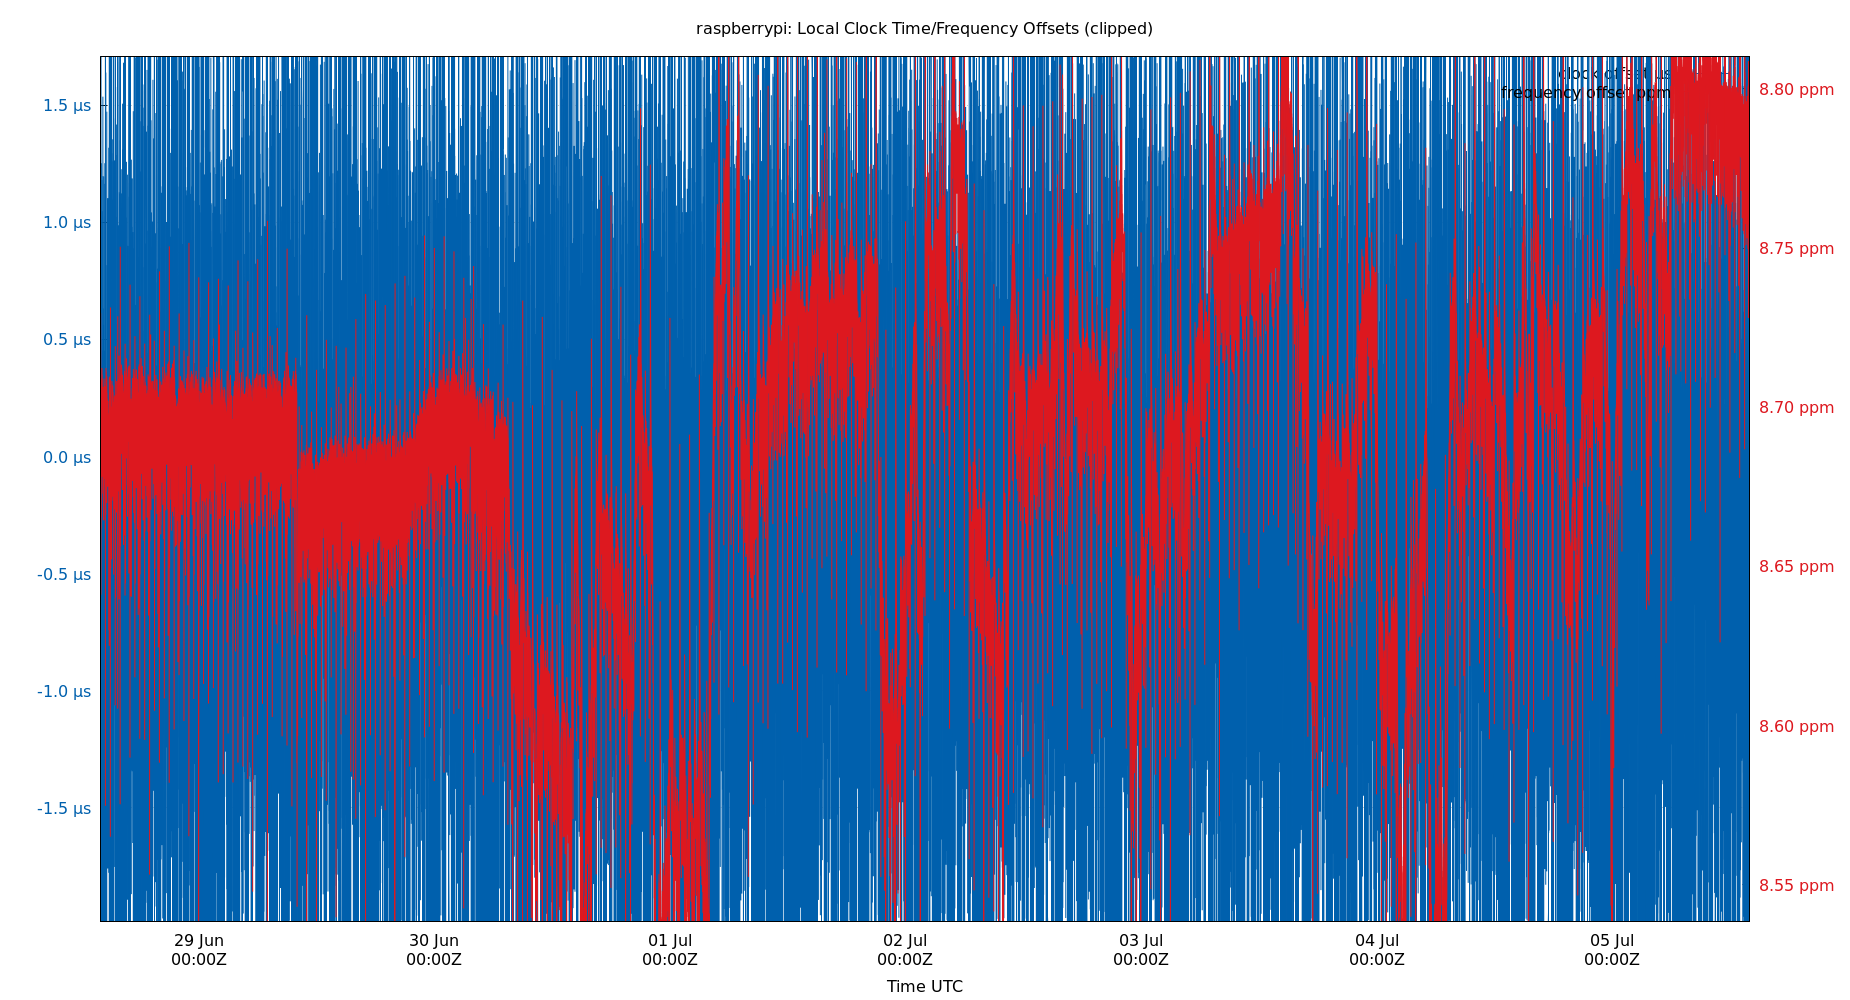 raspberrypi: Local Clock Time/Frequency Offsets (clipped)
clock offset µs
frequency offset ppm
1.5 µs
1.0 µs
0.5 µs
0.0 µs
-0.5 µs
-1.0 µs
-1.5 µs
8.80 ppm
8.75 ppm
8.70 ppm
8.65 ppm
8.60 ppm
8.55 ppm
29 Jun
00:00Z
30 Jun
00:00Z
01 Jul
00:00Z
02 Jul
00:00Z
03 Jul
00:00Z
04 Jul
00:00Z
05 Jul
00:00Z
Time UTC